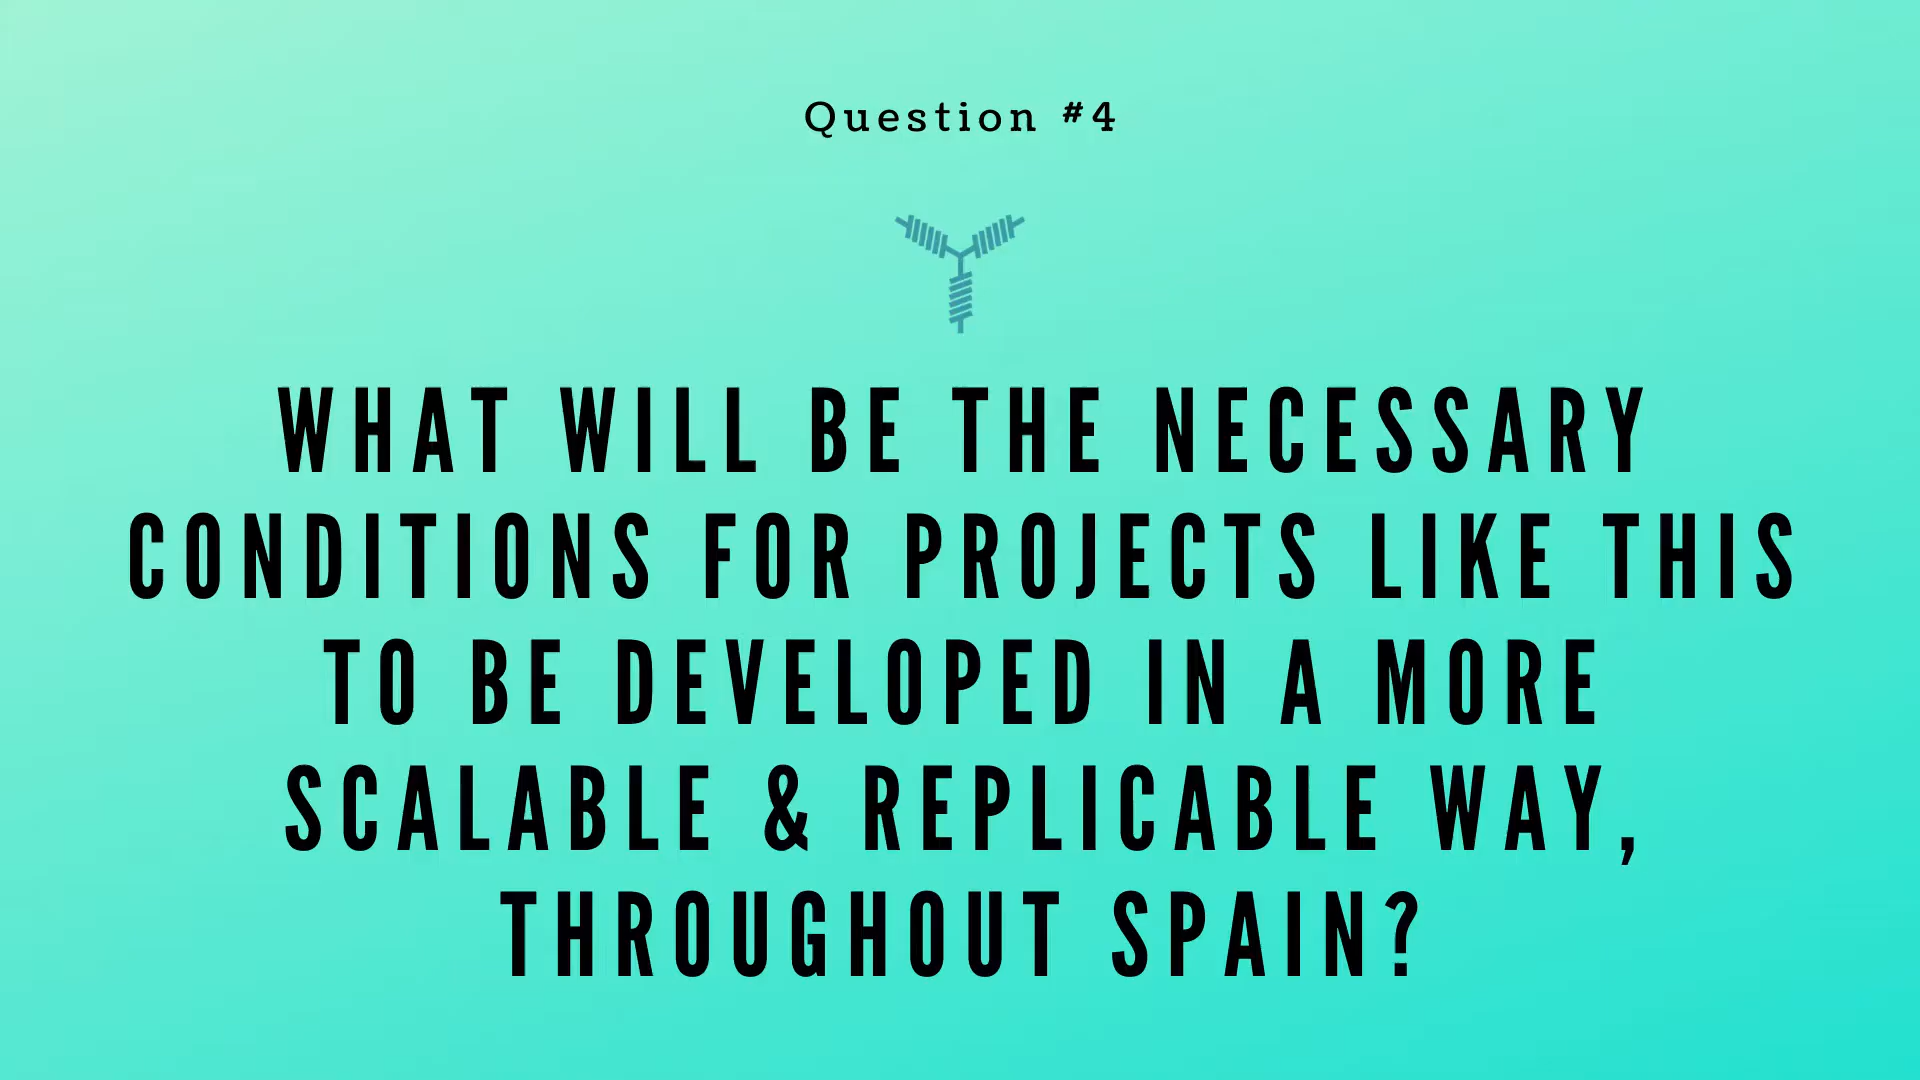 Question #4
WHAT WILL BE THE NECESSARY
CONDITIONS FOR PROJECTS LIKE THIS
TO BE DEVELOPED IN A MORE
SCALABLE & REPLICABLE WAY,
THROUGHOUT SPAIN?